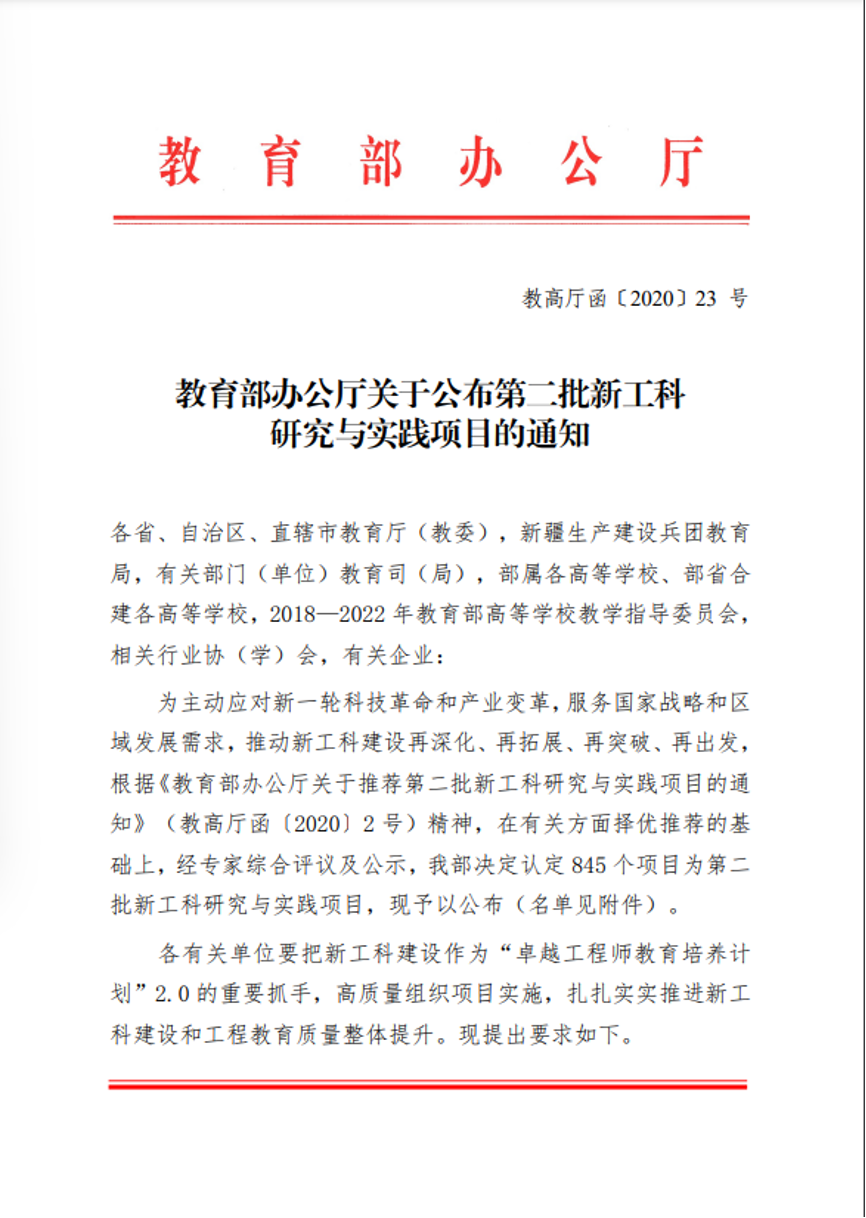 教育部办公厅
教高厅函〔2020〕23 号
教育部办公厅关于公布第二批新工科
研究与实践项目的通知
各省、自治区、直辖市教育厅（教委），新疆生产建设兵团教育
局，有关部门（单位）教育司（局），部属各高等学校、部省合
建各高等学校，2018—2022 年教育部高等学校教学指导委员会，
相关行业协（学）会，有关企业：
为主动应对新一轮科技革命和产业变革，服务国家战略和区
域发展需求，推动新工科建设再深化、再拓展、再突破、再出发，
根据《教育部办公厅关于推荐第二批新工科研究与实践项目的通
知》（教高厅函〔2020〕2 号）精神，在有关方面择优推荐的基
础上，经专家综合评议及公示，我部决定认定 845 个项目为第二
批新工科研究与实践项目，现予以公布（名单见附件）。
各有关单位要把新工科建设作为“卓越工程师教育培养计
划”2.0 的重要抓手，高质量组织项目实施，扎扎实实推进新工
科建设和工程教育质量整体提升。现提出要求如下。